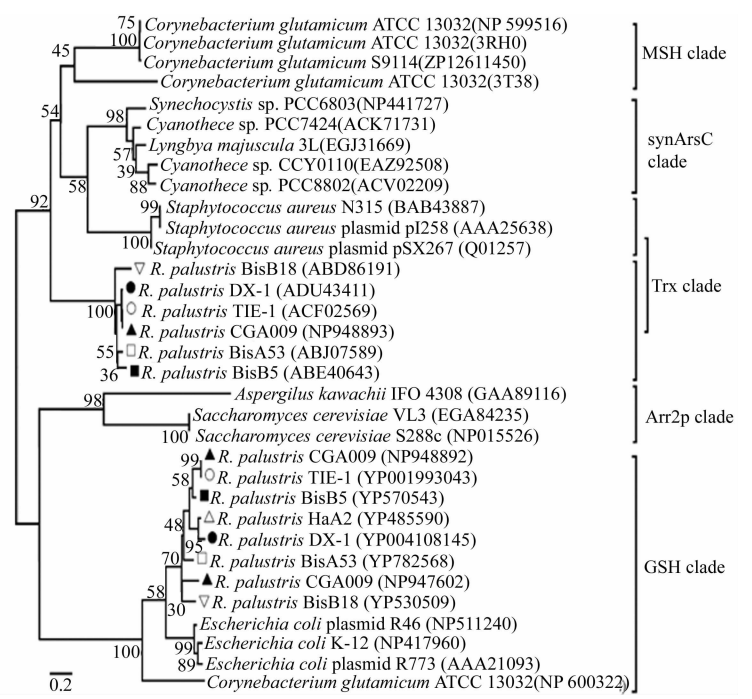 75 Corynebacterium glutamicum ATCC 13032(NP 599516)
100 Corynebacterium glutamicum ATCC 13032(3RH0)
Corynebacterium glutamicum S9114(ZP12611450)
45
MSH clade
Corynebacterium glutamicum ATCC 13032(3T38)
Synechocystis sp. PCC6803(NP441727)
54
98
Cyanothece sp. PCC7424(ACK71731)
Lyngbya majuscula 3L(EGJ31669)
synArsC
clade
57
Cyanothece sp. CCY0110(EAZ92508)
39
58
88
Cyanothece sp. PCC8802(ACV02209)
92
99 Staphytococcus aureus N315 (BAB43887)
Staphytococcus aureus plasmid pI258 (AAA25638)
100 Staphytococcus aureus plasmid pSX267 (Q01257)
R. palustris BisB18 (ABD86191)
Trx clade
R. palustris DX-1 (ADU43411)
100 R. palustris TIE-1 (ACF02569)
R. palustris CGA009 (NP948893)
55 R. palustris BisA53 (ABJ07589)
36 R. palustris BisB5 (ABE40643)
Aspergilus kawachii IFO 4308 (GAA89116)
98
Saccharomyces cerevisiae VL3 (EGA84235)
Arr2p clade
100 Saccharomyces cerevisiae S288c (NP015526)
99 R. palustris CGA009 (NP948892)
58 R. palustris TIE-1 (YP001993043)
R. palustris BisB5 (YP570543)
48 R. palustris HaA2 (YP485590)
R. palustris DX-1 (YP004108145)
95
70 R. palustris BisA53 (YP782568)
GSH clade
R. palustris CGA009 (NP947602)
58
30 R. palustris BisB18 (YP530509)
Escherichia coli plasmid R46 (NP511240)
99 Escherichia coli K-12 (NP417960)
100
89 Escherichia coli plasmid R773 (AAA21093)
Corynebacterium glutamicum ATCC 13032(NP 600322)
0.2